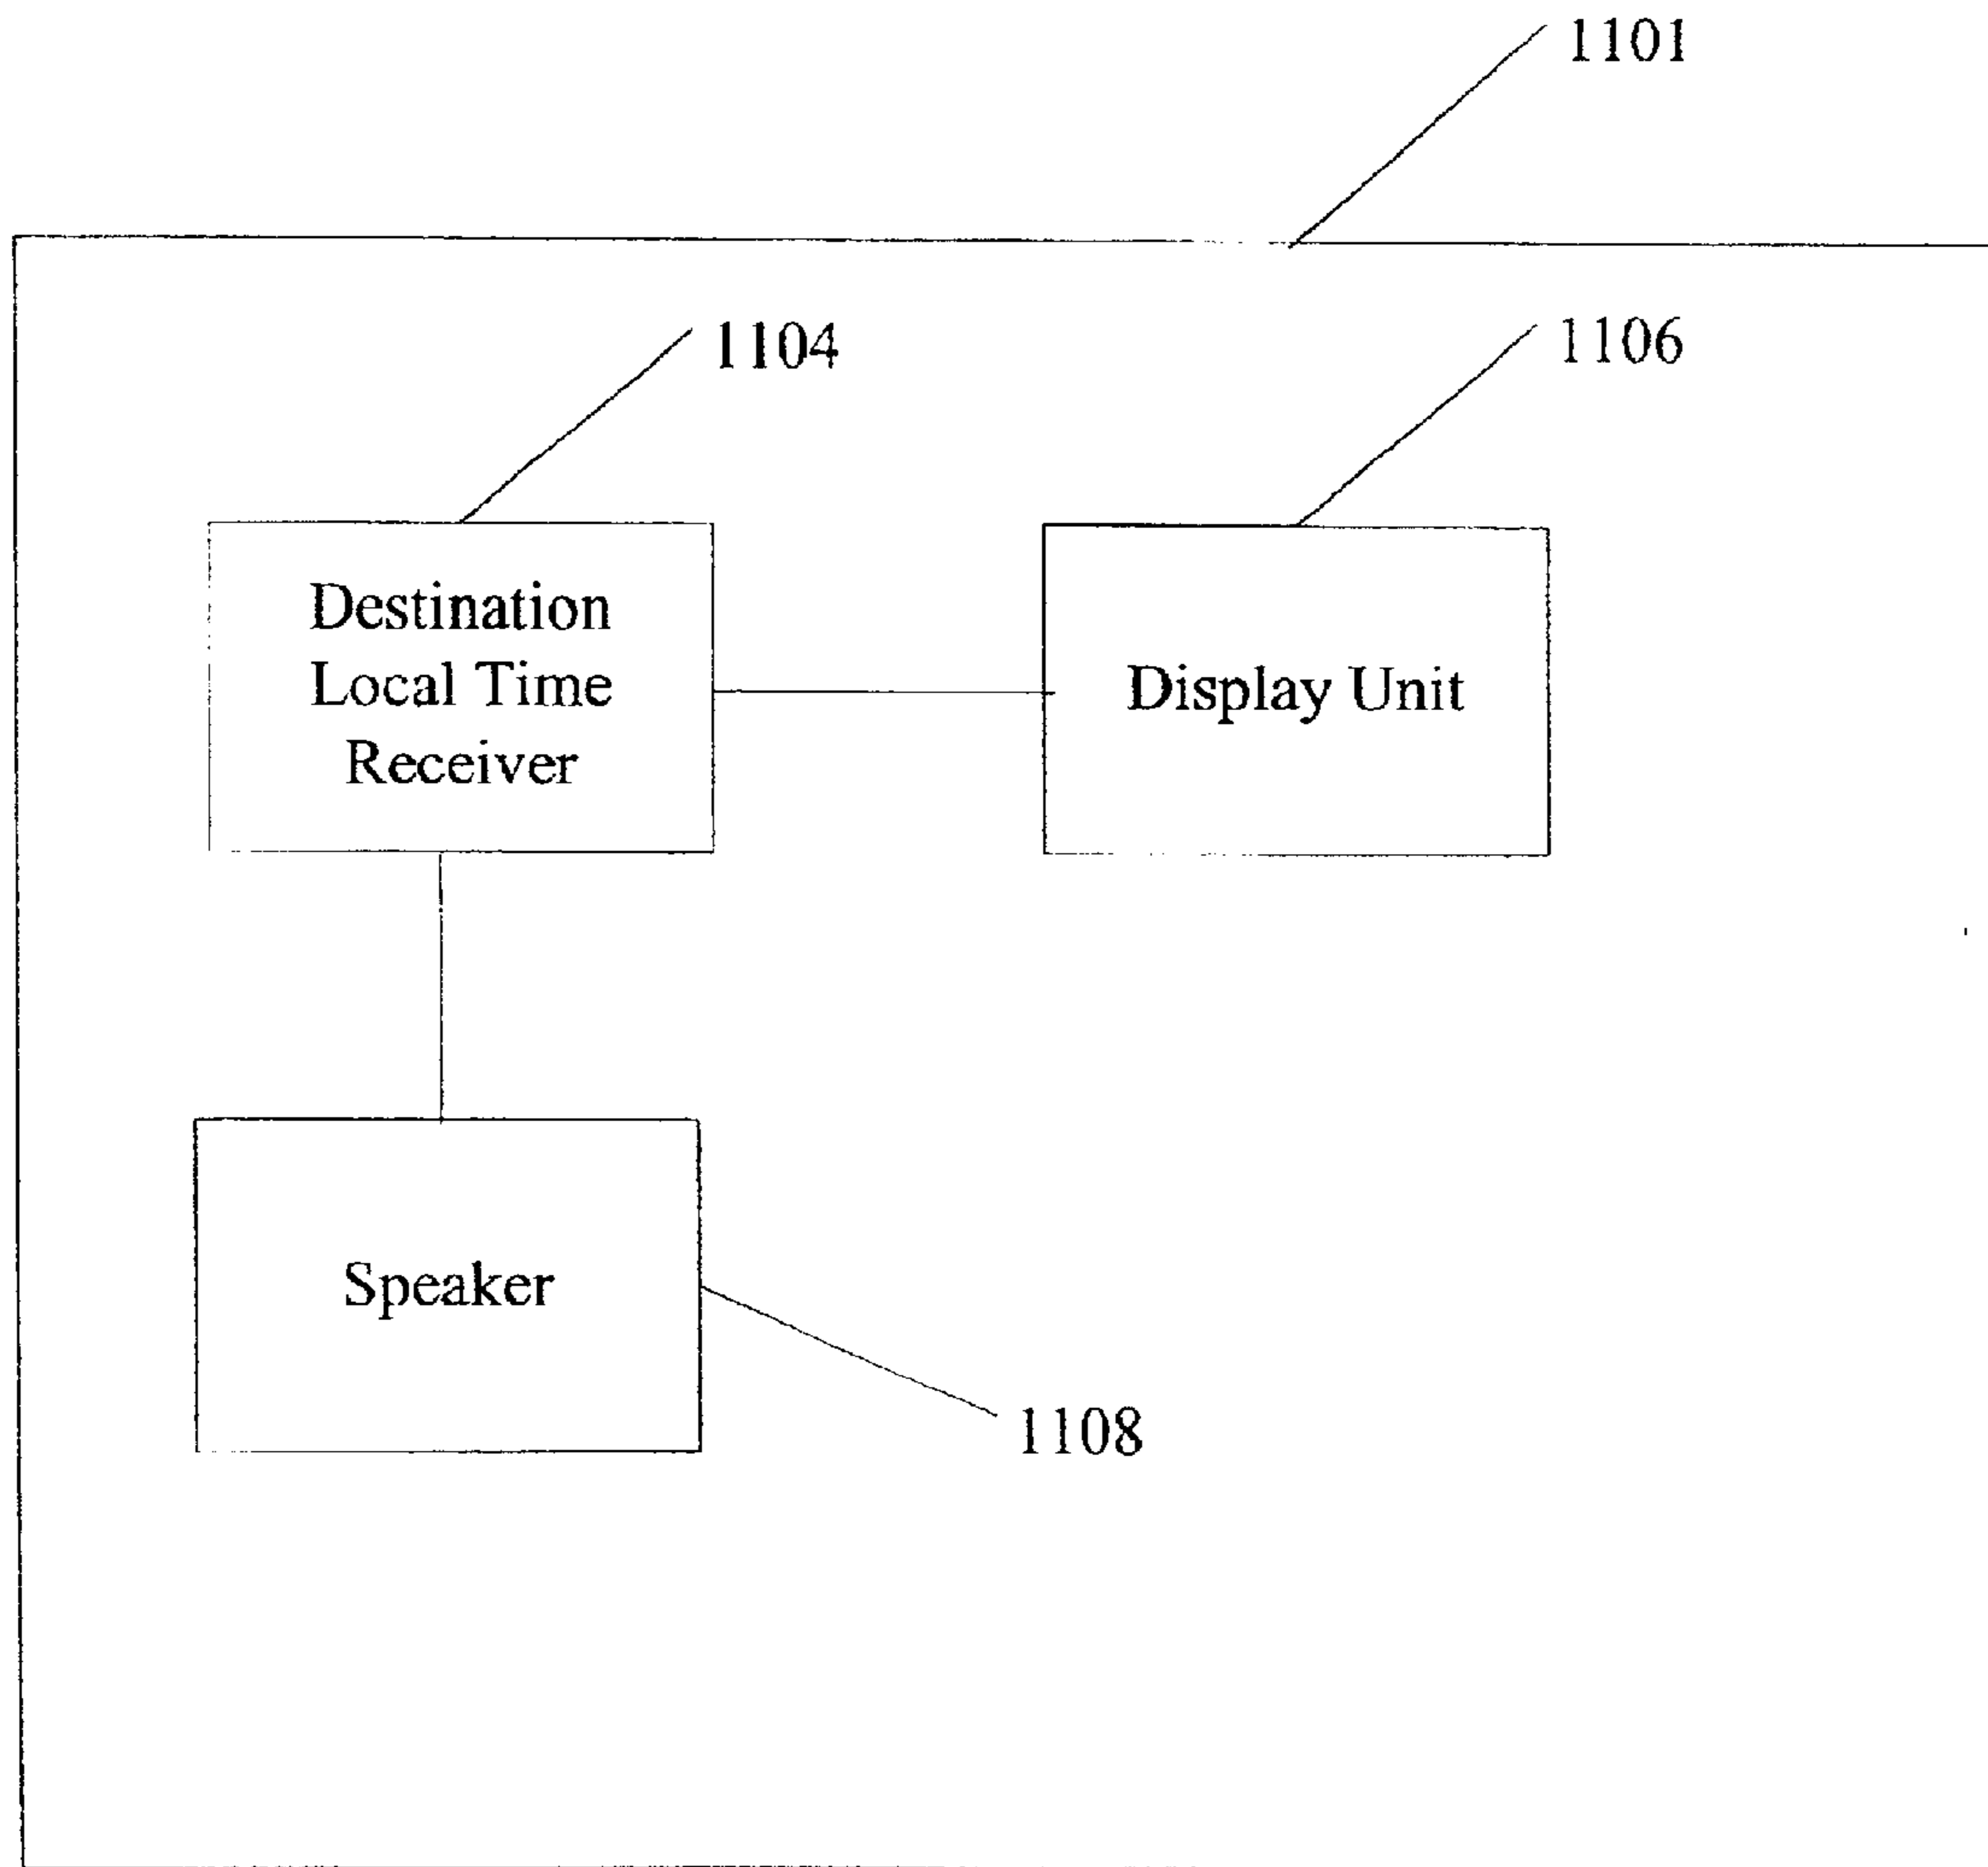 1101
1104
1106
Destination
Local Time
Receiver
Display Unit
Speaker
1108